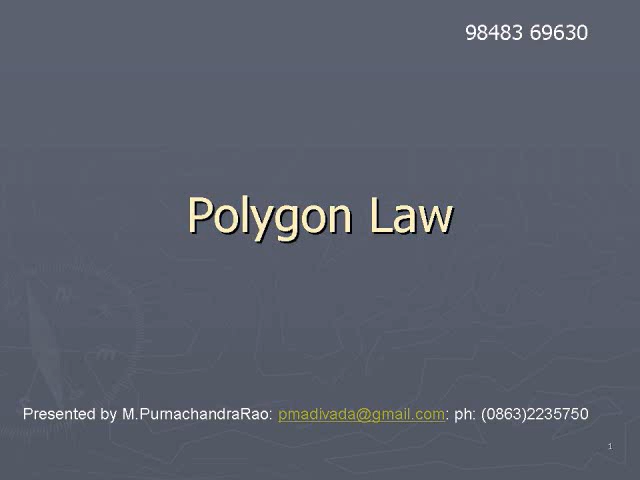 98483 69630
Polygon Law
Presented by M.PurnachandraRao: pmadivada@gmail.com: ph: (0863)2235750
1